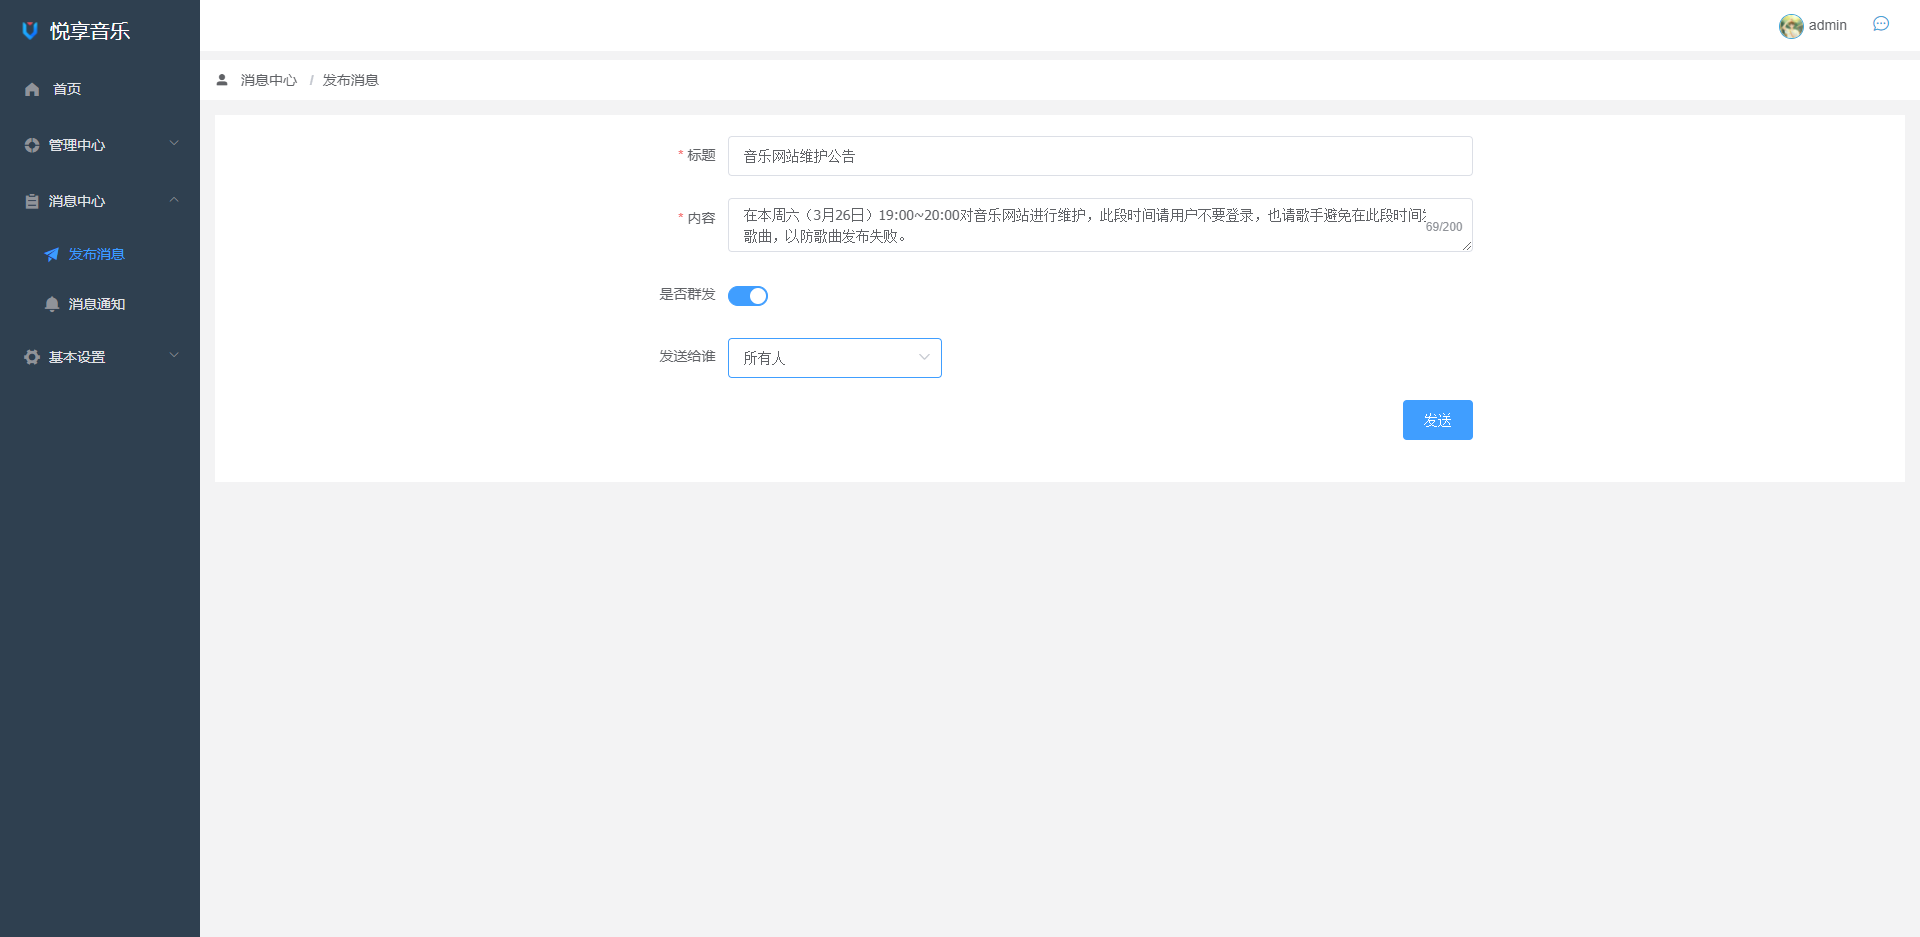 悦享音乐
admin
首页
管理中心
消息中心
发布消息
消息通知
基本设置
消息中心 / 发布消息
* 标题
音乐网站维护公告
* 内容
在本周六（3月26日）19:00~20:00对音乐网站进行维护，此段时间请用户不要登录，也请歌手避免在此段时间
歌曲，以防歌曲发布失败。
69/200
是否群发
发送给谁
所有人
发送